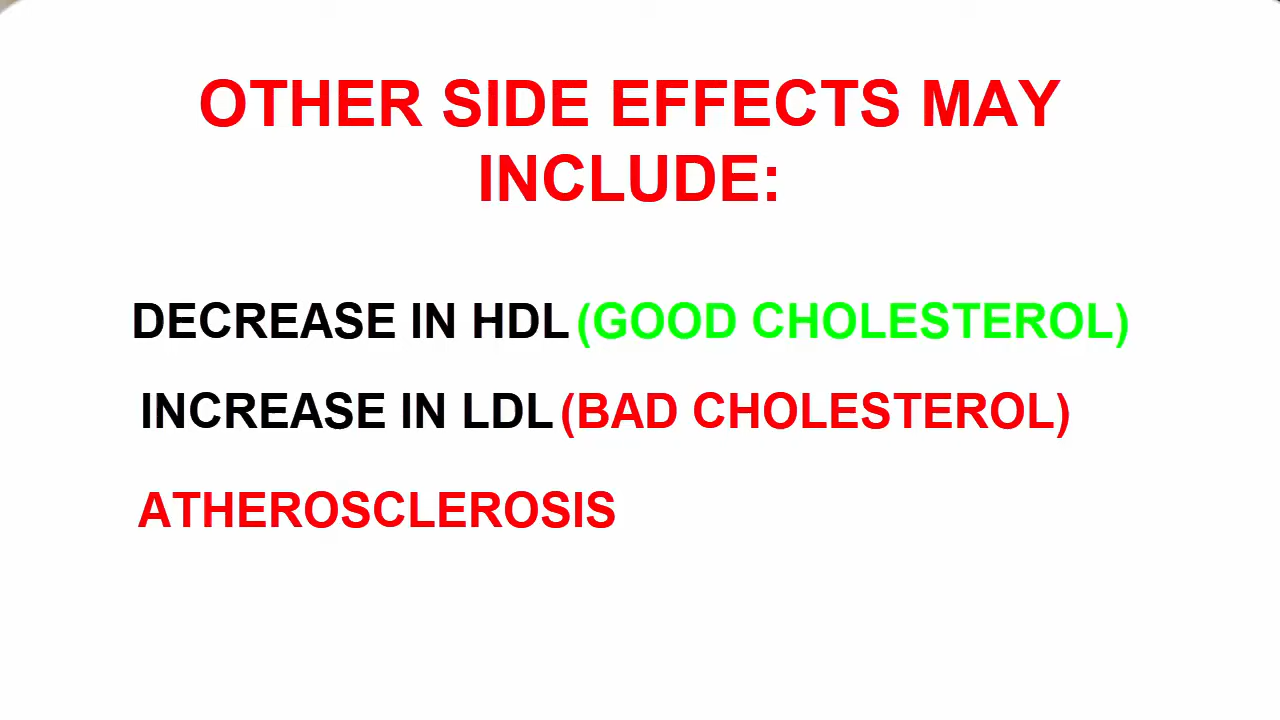 OTHER SIDE EFFECTS MAY
INCLUDE:
DECREASE IN HDL (GOOD CHOLESTEROL)
INCREASE IN LDL (BAD CHOLESTEROL)
ATHEROSCLEROSIS